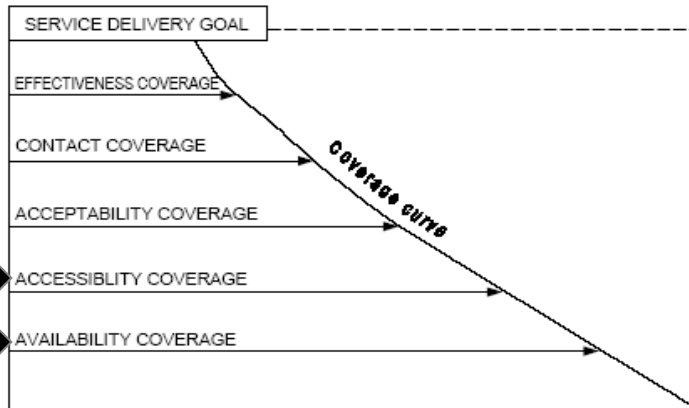 SERVICE DELIVERY GOAL
EFFECTIVENESS COVERAGE
CONTACT COVERAGE
Coverage curve
ACCEPTABILITY COVERAGE
ACCESSIBLITY COVERAGE
AVAILABILITY COVERAGE